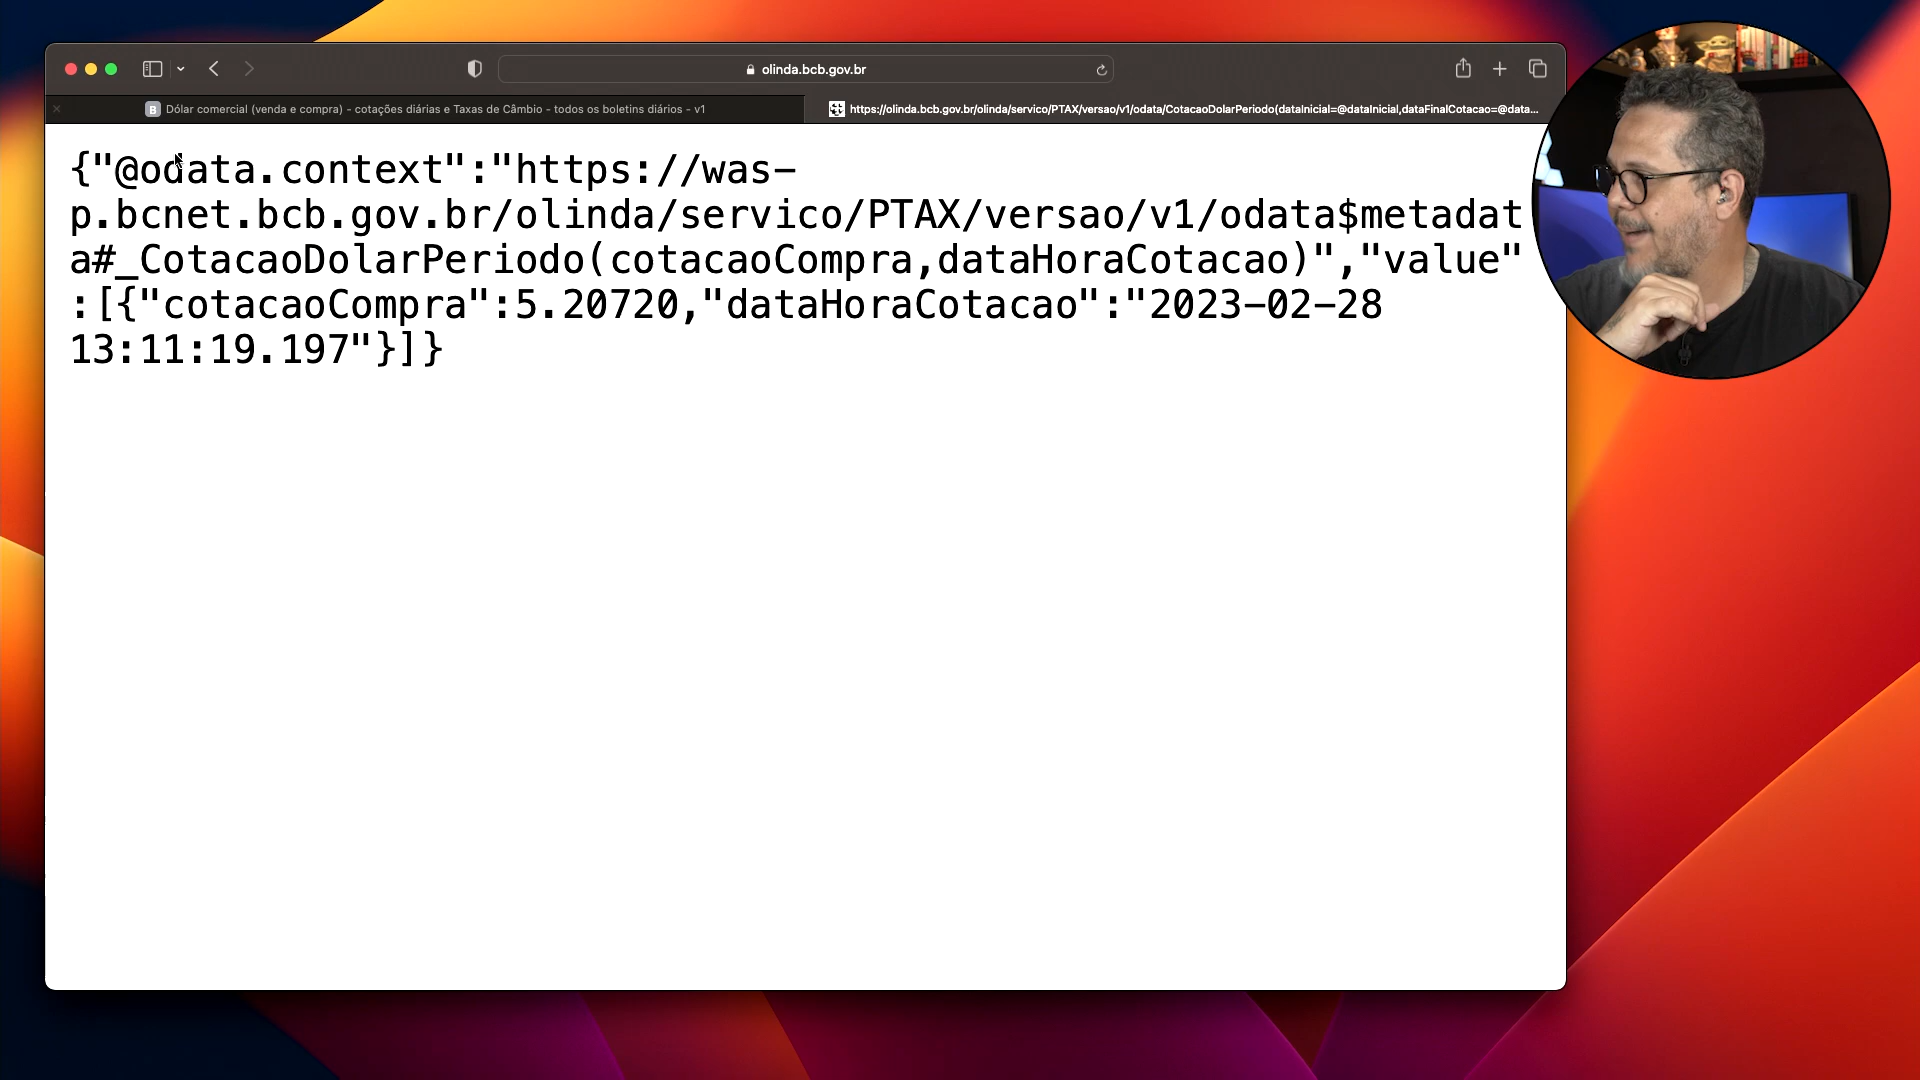 olinda.bcb.gov.br
B Dólar comercial (venda e compra) - cotações diárias e Taxas de Câmbio - todos os boletins diários - v1
https://olinda.bcb.gov.br/olinda/servico/PTAX/versao/v1/odata/CotacaoDolarPeriodo(dataInicial=@dataInicial,dataFinalCotacao=@data...
{"@odata.context":"https://was-
p.bcnet.bcb.gov.br/olinda/servico/PTAX/versao/v1/odata$metadat
a#_CotacaoDolarPeriodo(cotacaoCompra,dataHoraCotacao)","value"
:[{"cotacaoCompra":5.20720,"dataHoraCotacao":"2023-02-28
13:11:19.197"}]}